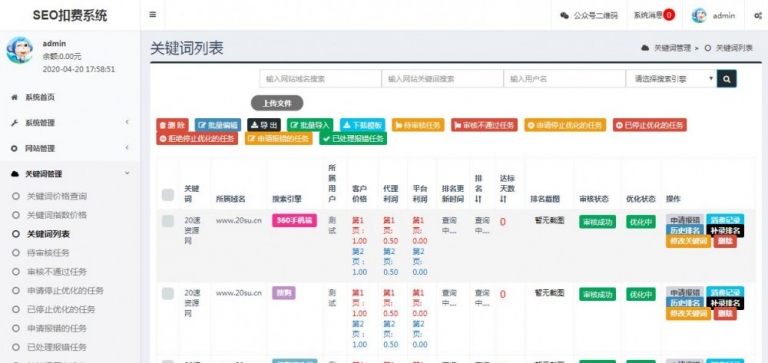 SEO扣费系统
公众号二维码 系统消息 0 admin
admin
余额:0.00元
2020-04-20 17:58:51
系统首页
系统管理
网站管理
关键词管理
关键词价格查询
关键词指数价格
关键词列表
待审核任务
审核不通过任务
申请停止优化的任务
已停止优化的任务
申请报错的任务
已处理报错任务
关键词列表
关键词管理 > 关键词列表
输入网站域名搜索 输入网站关键词搜索 输入用户名 请选择搜索引擎
上传文件
删 除 批量编辑 导 出 批量导入 下载模板 待审核任务 审核不通过任务 申请停止优化的任务 已停止优化的任务
拒绝停止优化的任务 申请报错的任务 已处理报错任务
关键词 所属域名 搜索引擎 所属用户 客户价格 代理利润 平台利润 排名更新时间 排名计 达标天数计 排名截图 审核状态 优化状态 操作
20速资源网 www.20su.cn 360手机端 测试 第1页:1.00 第2页:1.00 第1页:0.50 第2页:0.50 第1页:0.00 第2页:0.00 查询中... 查询中... 0 暂无截图 审核成功 优化中 申请报错 消费记录 历史排名 补录排名 修改关键词 删除
20速资源网 www.20su.cn 搜狗 测试 第1页:1.00 第2页:1.00 第1页:0.50 第2页:0.50 第1页:0.00 第2页:0.00 查询中... 查询中... 0 暂无截图 审核成功 优化中 申请报错 消费记录 历史排名 补录排名 修改关键词 删除